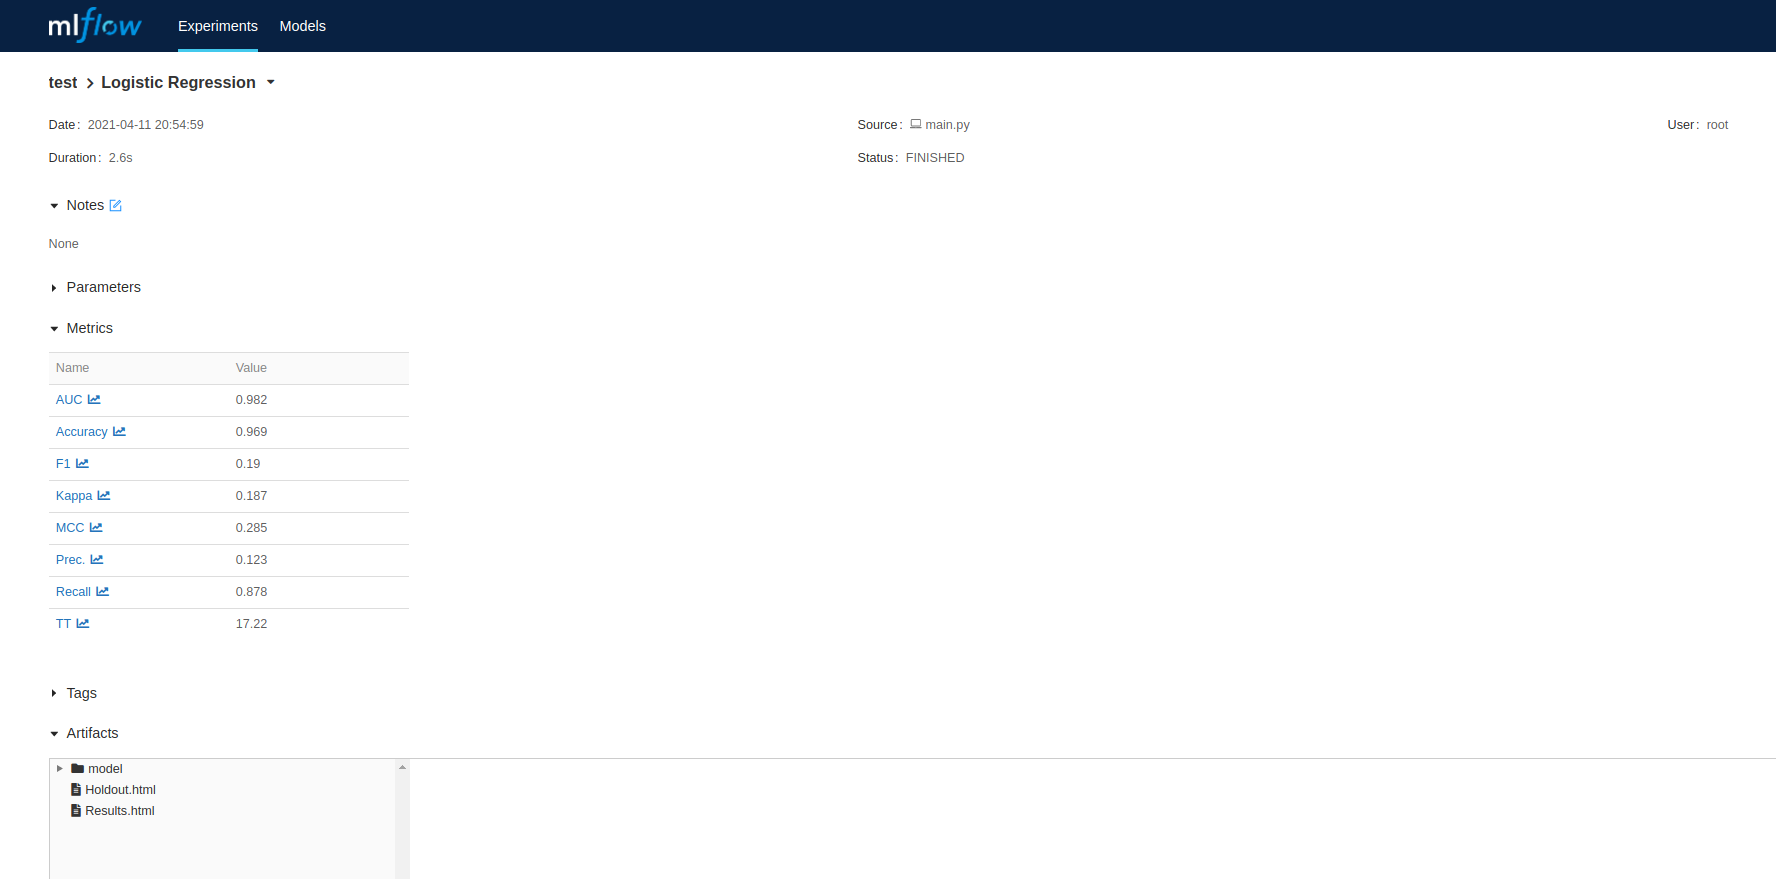 mlflow Experiments Models
test > Logistic Regression
Date: 2021-04-11 20:54:59 Source: main.py User: root
Duration: 2.6s Status: FINISHED
Notes
None
Parameters
Metrics
Name Value
AUC 0.982
Accuracy 0.969
F1 0.19
Kappa 0.187
MCC 0.285
Prec. 0.123
Recall 0.878
TT 17.22
Tags
Artifacts
model
Holdout.html
Results.html